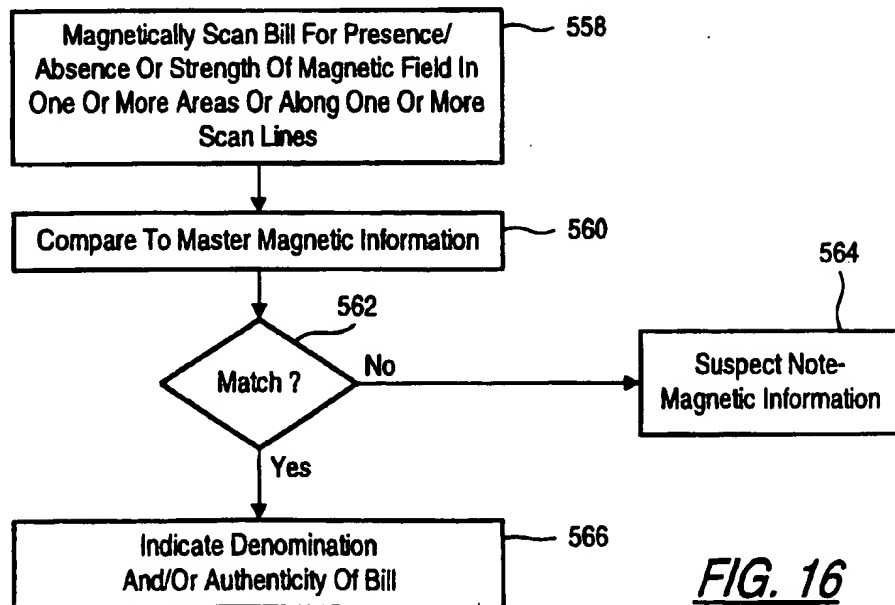 Magnetically Scan Bill For Presence/
Absence Or Strength Of Magnetic Field In
One Or More Areas Or Along One Or More
Scan Lines
558
Compare To Master Magnetic Information
560
562
Match ?
No
564
Suspect Note-
Magnetic Information
Yes
Indicate Denomination
And/Or Authenticity Of Bill
566
FIG. 16